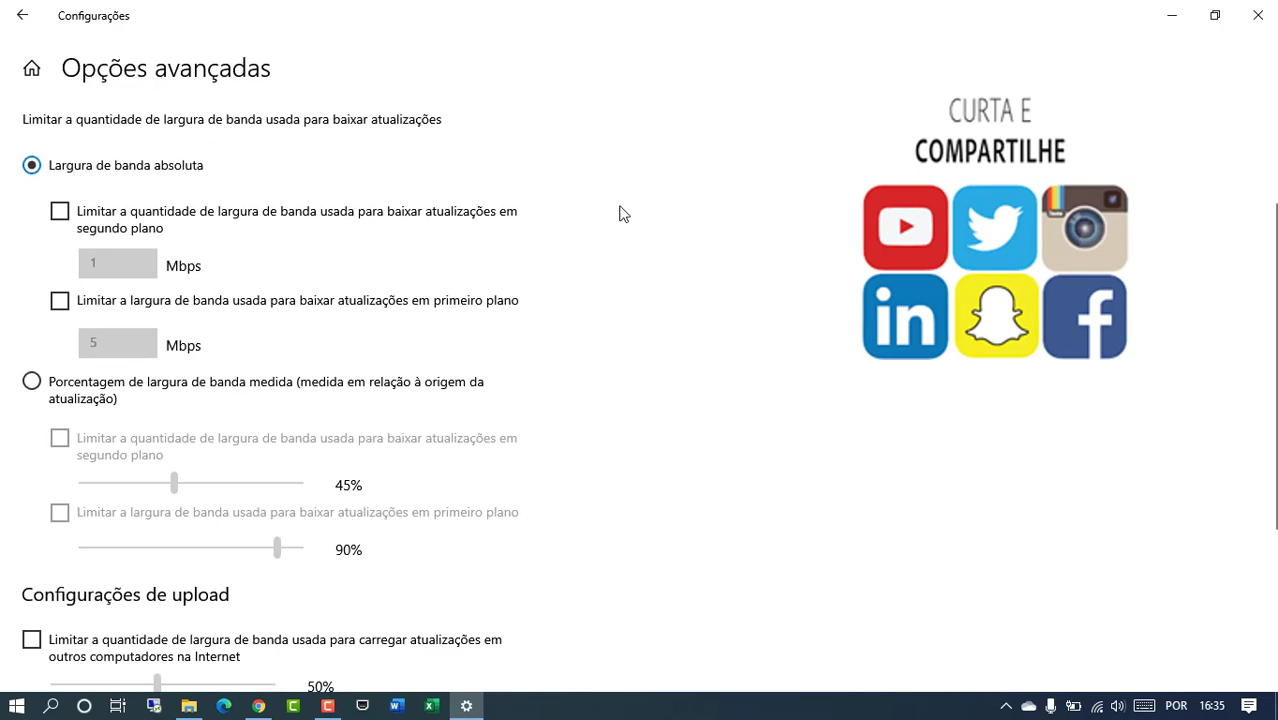 Configurações
Opções avançadas
Limitar a quantidade de largura de banda usada para baixar atualizações
Largura de banda absoluta
Limitar a quantidade de largura de banda usada para baixar atualizações em
segundo plano
1
Mbps
Limitar a largura de banda usada para baixar atualizações em primeiro plano
5
Mbps
Porcentagem de largura de banda medida (medida em relação à origem da
atualização)
Limitar a quantidade de largura de banda usada para baixar atualizações em
segundo plano
45%
Limitar a largura de banda usada para baixar atualizações em primeiro plano
90%
Configurações de upload
Limitar a quantidade de largura de banda usada para carregar atualizações em
outros computadores na Internet
50%
CURTA E
COMPARTILHE
in
f
POR
16:35